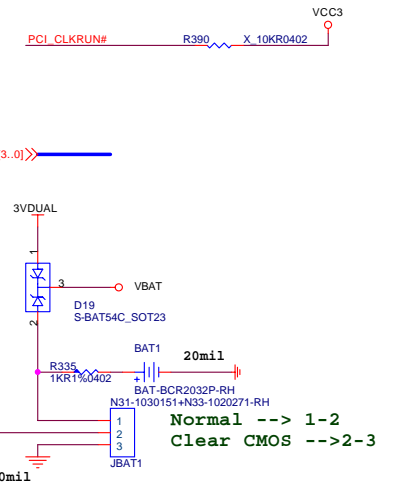 VCC3
PCI_CLKRUN# R390 X_10KR0402
3..0]
3VDUAL
1
3 VBAT
D19
S-BAT54C_SOT23
2
BAT1 20mil
R335
1KR1%0402
+
BAT-BCR2032P-RH
N31-1030151+N33-1020271-RH
1 Normal --> 1-2
2 Clear CMOS -->2-3
3
JBAT1
0mil